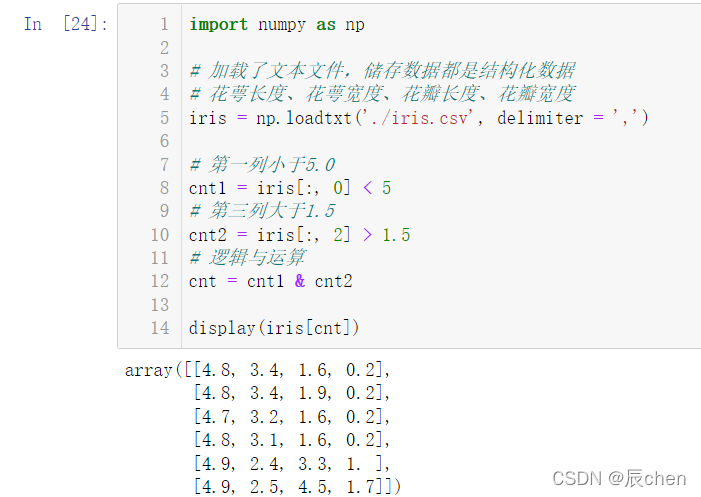 In [24]:
1 import numpy as np
2
3 # 加载了文本文件，储存数据都是结构化数据
4 # 花萼长度、花萼宽度、花瓣长度、花瓣宽度
5 iris = np.loadtxt('./iris.csv', delimiter = ',')
6
7 # 第一列小于5.0
8 cnt1 = iris[:, 0] < 5
9 # 第三列大于1.5
10 cnt2 = iris[:, 2] > 1.5
11 # 逻辑与运算
12 cnt = cnt1 & cnt2
13
14 display(iris[cnt])
array([[4.8, 3.4, 1.6, 0.2],
[4.8, 3.4, 1.9, 0.2],
[4.7, 3.2, 1.6, 0.2],
[4.8, 3.1, 1.6, 0.2],
[4.9, 2.4, 3.3, 1. ],
[4.9, 2.5, 4.5, 1.7]])
CSDN @辰chen